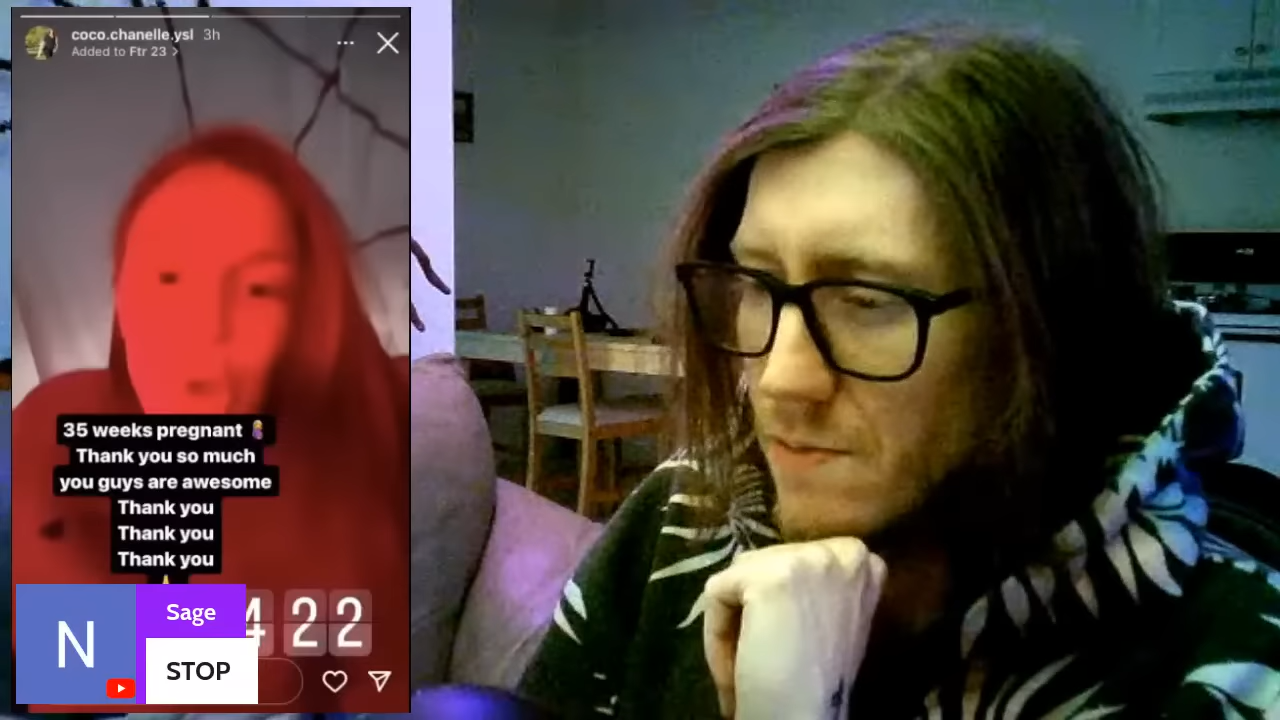 coco.chanelle.ysl 3h
Added to Ftr 23 >
35 weeks pregnant
Thank you so much
you guys are awesome
Thank you
Thank you
Thank you
4 22
N
Sage
STOP